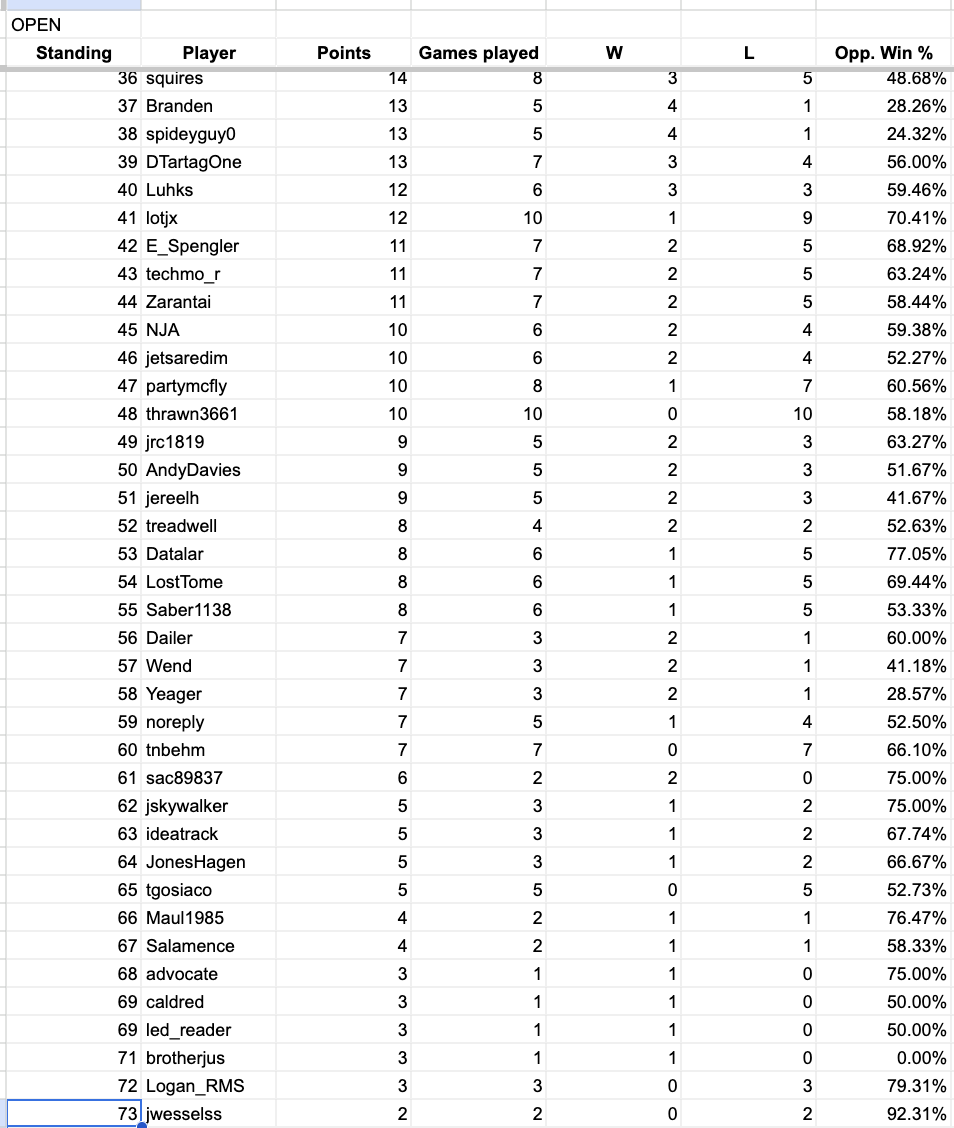 OPEN
Standing Player Points Games played W L Opp. Win %
36 squires 14 8 3 5 48.68%
37 Branden 13 5 4 1 28.26%
38 spideyguy0 13 5 4 1 24.32%
39 DTartagOne 13 7 3 4 56.00%
40 Luhks 12 6 3 3 59.46%
41 lotjx 12 10 1 9 70.41%
42 E_Spengler 11 7 2 5 68.92%
43 techmo_r 11 7 2 5 63.24%
44 Zarantai 11 7 2 5 58.44%
45 NJA 10 6 2 4 59.38%
46 jetsaredim 10 6 2 4 52.27%
47 partymcfly 10 8 1 7 60.56%
48 thrawn3661 10 10 0 10 58.18%
49 jrc1819 9 5 2 3 63.27%
50 AndyDavies 9 5 2 3 51.67%
51 jereelh 9 5 2 3 41.67%
52 treadwell 8 4 2 2 52.63%
53 Datalar 8 6 1 5 77.05%
54 LostTome 8 6 1 5 69.44%
55 Saber1138 8 6 1 5 53.33%
56 Dailer 7 3 2 1 60.00%
57 Wend 7 3 2 1 41.18%
58 Yeager 7 3 2 1 28.57%
59 noreply 7 5 1 4 52.50%
60 tnbehm 7 7 0 7 66.10%
61 sac89837 6 2 2 0 75.00%
62 jskywalker 5 3 1 2 75.00%
63 ideatrack 5 3 1 2 67.74%
64 JonesHagen 5 3 1 2 66.67%
65 tgosiaco 5 5 0 5 52.73%
66 Maul1985 4 2 1 1 76.47%
67 Salamence 4 2 1 1 58.33%
68 advocate 3 1 1 0 75.00%
69 caldred 3 1 1 0 50.00%
69 led_reader 3 1 1 0 50.00%
71 brotherjus 3 1 1 0 0.00%
72 Logan_RMS 3 3 0 3 79.31%
73 jwesselss 2 2 0 2 92.31%